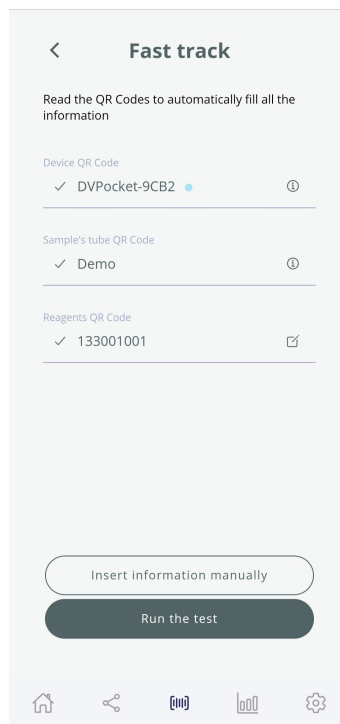 Fast track
Read the QR Codes to automatically fill all the
information
Device QR Code
DVPocket-9CB2
Sample's tube QR Code
Demo
Reagents QR Code
133001001
Insert information manually
Run the test